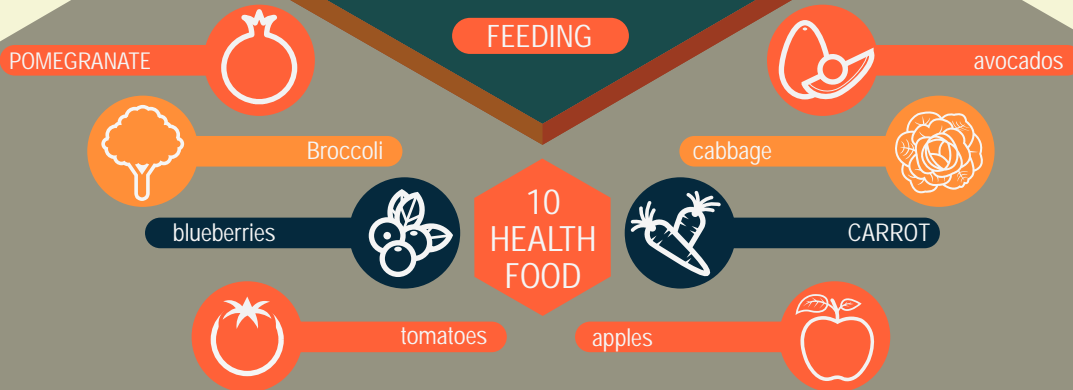 FEEDING
POMEGRANATE
avocados
Broccoli
cabbage
blueberries
10
HEALTH
FOOD
CARROT
tomatoes
apples